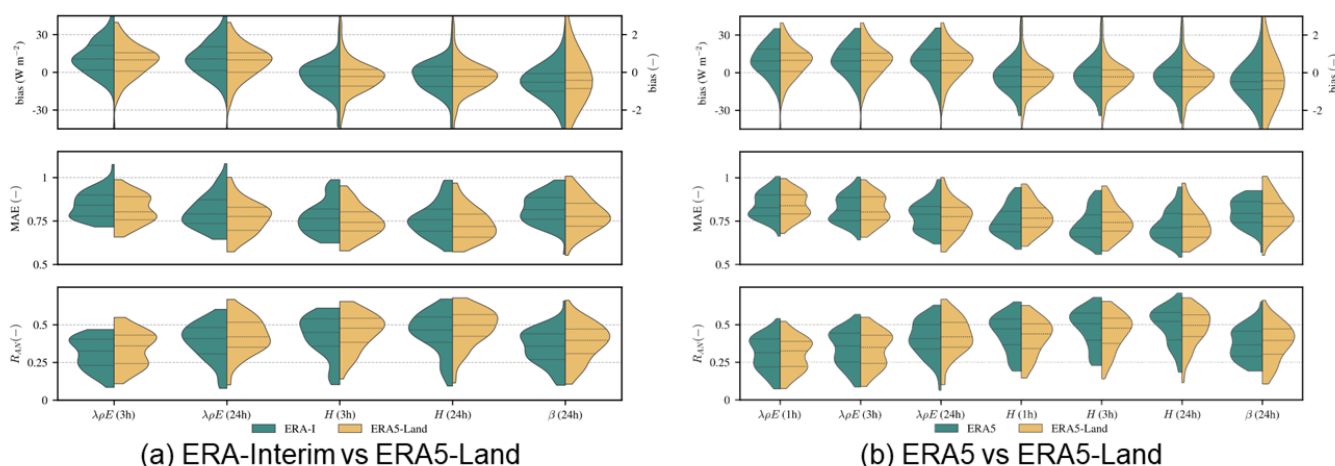 bias (W m⁻²)
30
0
-30
2
0
-2
bias (−)
MAE (−)
1
0.75
0.5
R_AN(−)
0.5
0.25
0
λρE (3h) λρE (24h) H (3h) H (24h) β (24h)
ERA-I ERA5-Land
(a) ERA-Interim vs ERA5-Land
bias (W m⁻²)
30
0
-30
2
0
-2
bias (−)
MAE (−)
1
0.75
0.5
R_AN(−)
0.5
0.25
0
λρE (1h) λρE (3h) λρE (24h) H (1h) H (3h) H (24h) β (24h)
ERA5 ERA5-Land
(b) ERA5 vs ERA5-Land